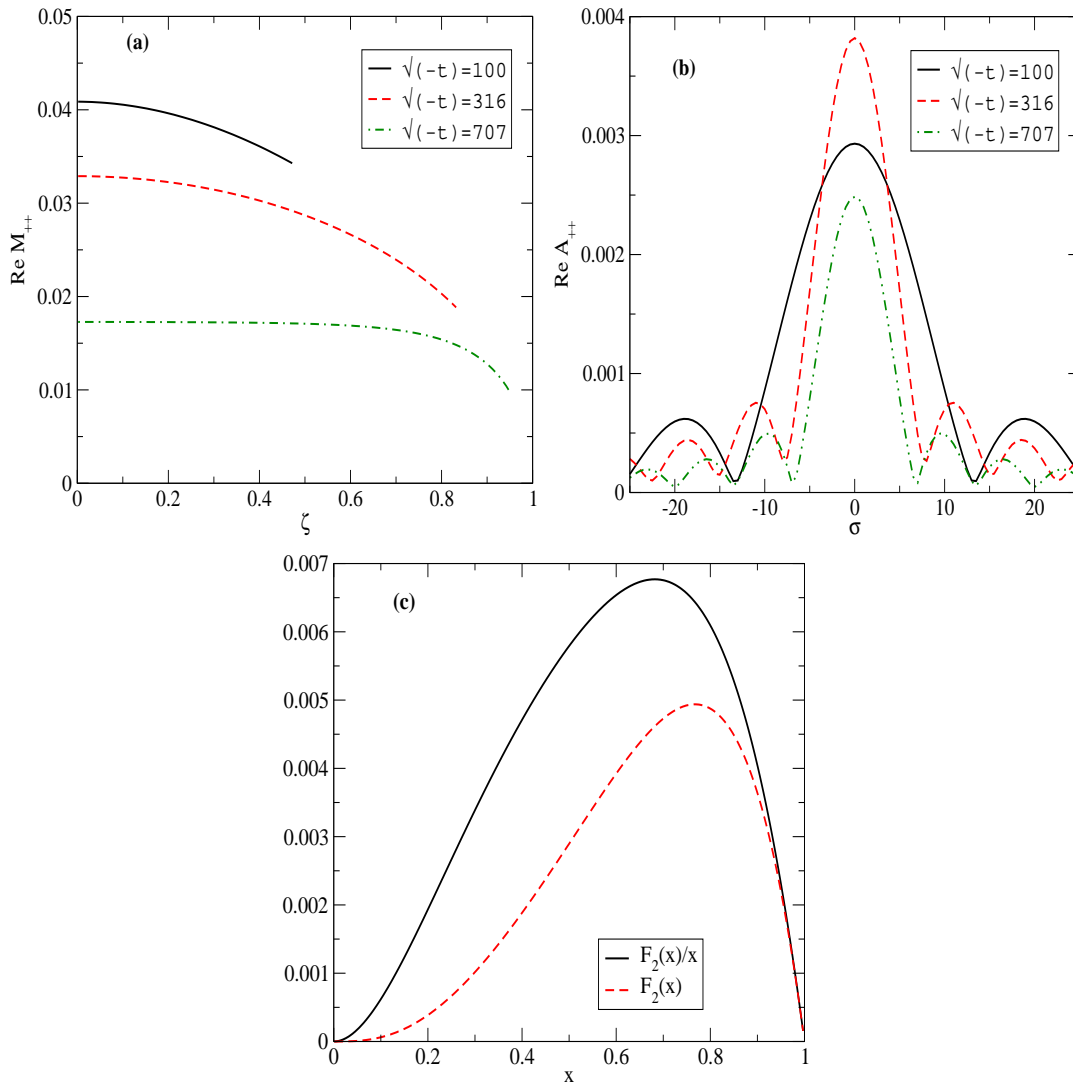 (a)
√(-t)=100
√(-t)=316
√(-t)=707
Re M++
0.05
0.04
0.03
0.02
0.01
0
0 0.2 0.4 0.6 0.8 1
ζ
(b)
√(-t)=100
√(-t)=316
√(-t)=707
Re A++
0.004
0.003
0.002
0.001
0
-20 -10 0 10 20
σ
(c)
0.007
0.006
0.005
0.004
0.003
0.002
0.001
0
F_2(x)/x
F_2(x)
0 0.2 0.4 0.6 0.8 1
x